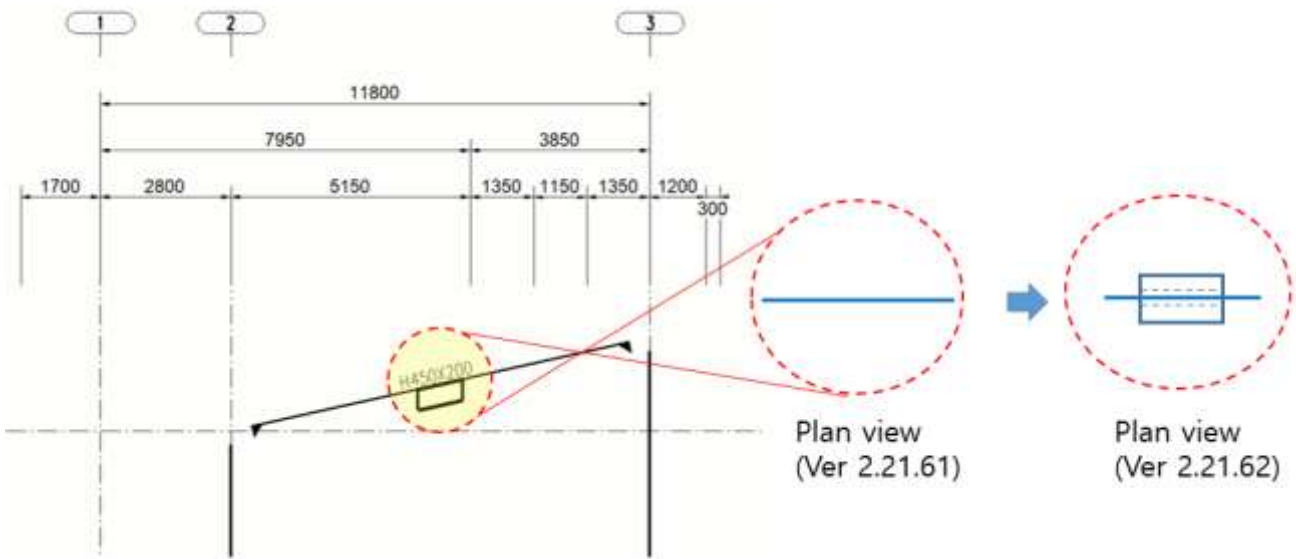 1 2 3
11800
7950 3850
1700 2800 5150 1350 1150 1350 1200
300
H450X200
Plan view
(Ver 2.21.61)
Plan view
(Ver 2.21.62)